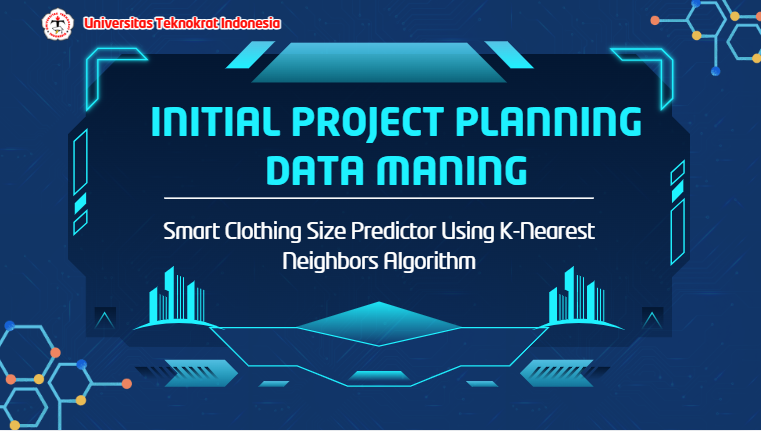 Universitas Teknokrat Indonesia
INITIAL PROJECT PLANNING
DATA MANING
Smart Clothing Size Predictor Using K-Nearest
Neighbors Algorithm